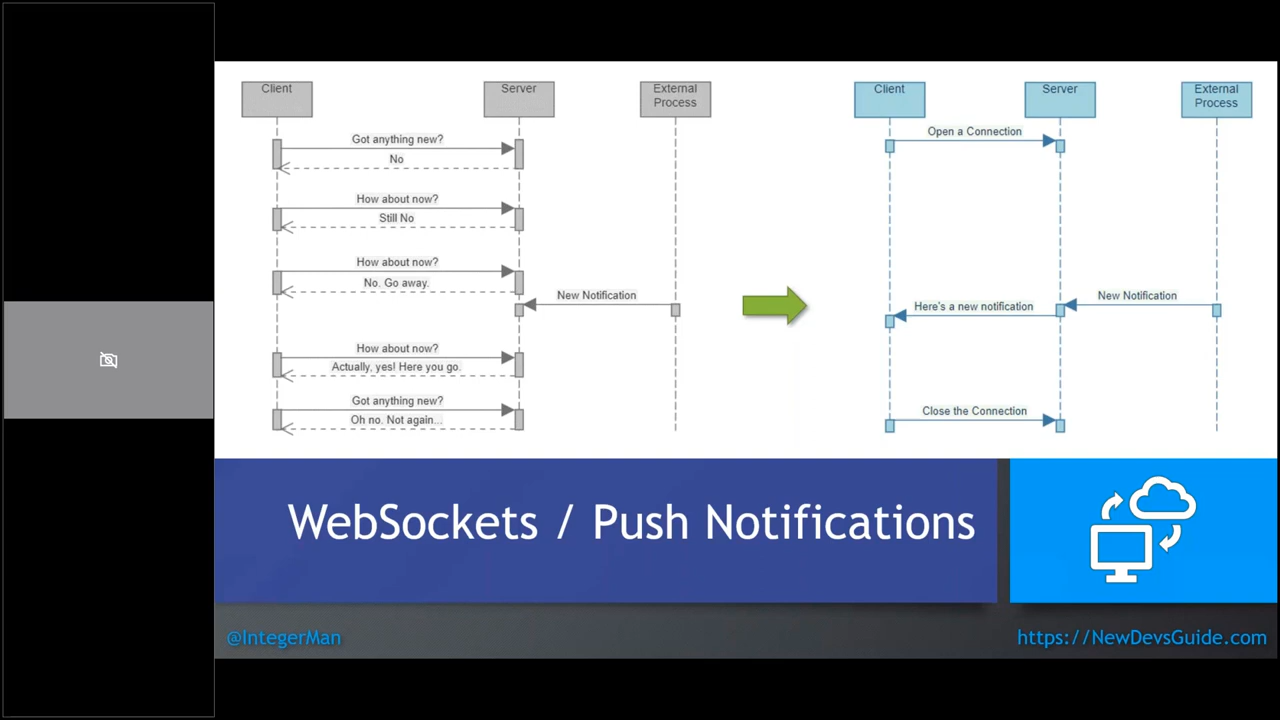 Client
Server
External
Process
Got anything new?
No
How about now?
Still No
How about now?
No. Go away.
New Notification
How about now?
Actually, yes! Here you go.
Got anything new?
Oh no. Not again...
Client
Server
External
Process
Open a Connection
New Notification
Here's a new notification
Close the Connection
WebSockets / Push Notifications
@IntegerMan
https://NewDevsGuide.com